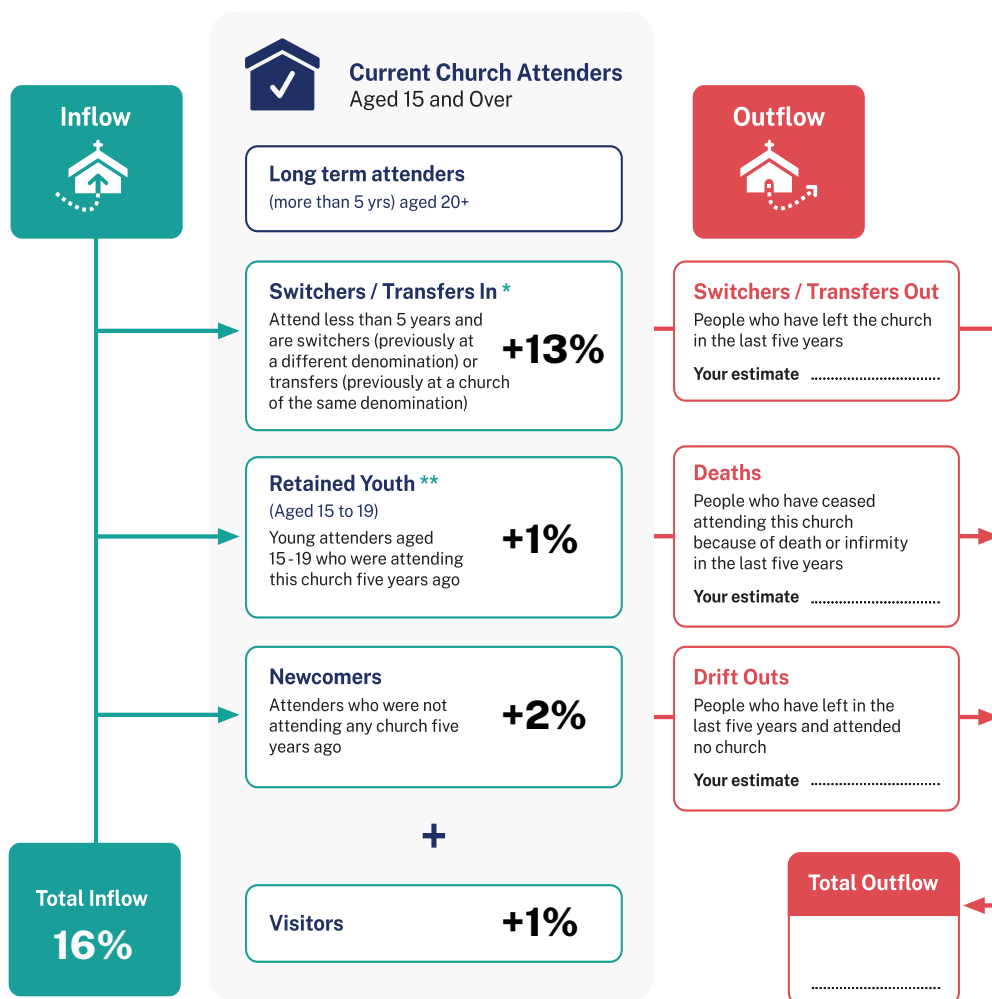 Inflow
Total Inflow
16%
Current Church Attenders
Aged 15 and Over
Long term attenders
(more than 5 yrs) aged 20+
Switchers / Transfers In *
Attend less than 5 years and
are switchers (previously at
a different denomination) or
transfers (previously at a church
of the same denomination)
+13%
Retained Youth **
(Aged 15 to 19)
Young attenders aged
15-19 who were attending
this church five years ago
+1%
Newcomers
Attenders who were not
attending any church five
years ago
+2%
+
Visitors
+1%
Outflow
Switchers / Transfers Out
People who have left the church
in the last five years
Your estimate ................................
Deaths
People who have ceased
attending this church
because of death or infirmity
in the last five years
Your estimate ................................
Drift Outs
People who have left in the
last five years and attended
no church
Your estimate ................................
Total Outflow
................................